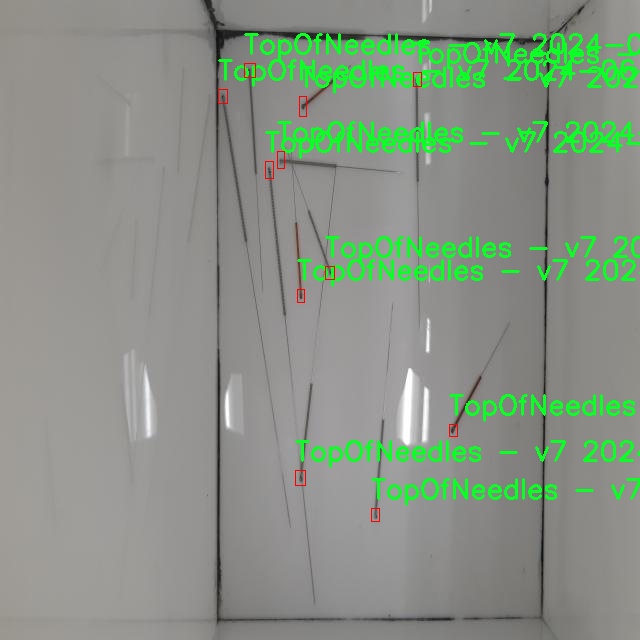 TopOfNeedles - v7 2024-0
TopOfNeedles
TopOfNeedles - v7 2024-06
TopOfNeedles - v7 202
TopOfNeedles - v7 2024-
TopOfNeedles - v7 2024-
TopOfNeedles - v7 20
TopOfNeedles - v7 202
TopOfNeedles
TopOfNeedles - v7 2024
TopOfNeedles - v7